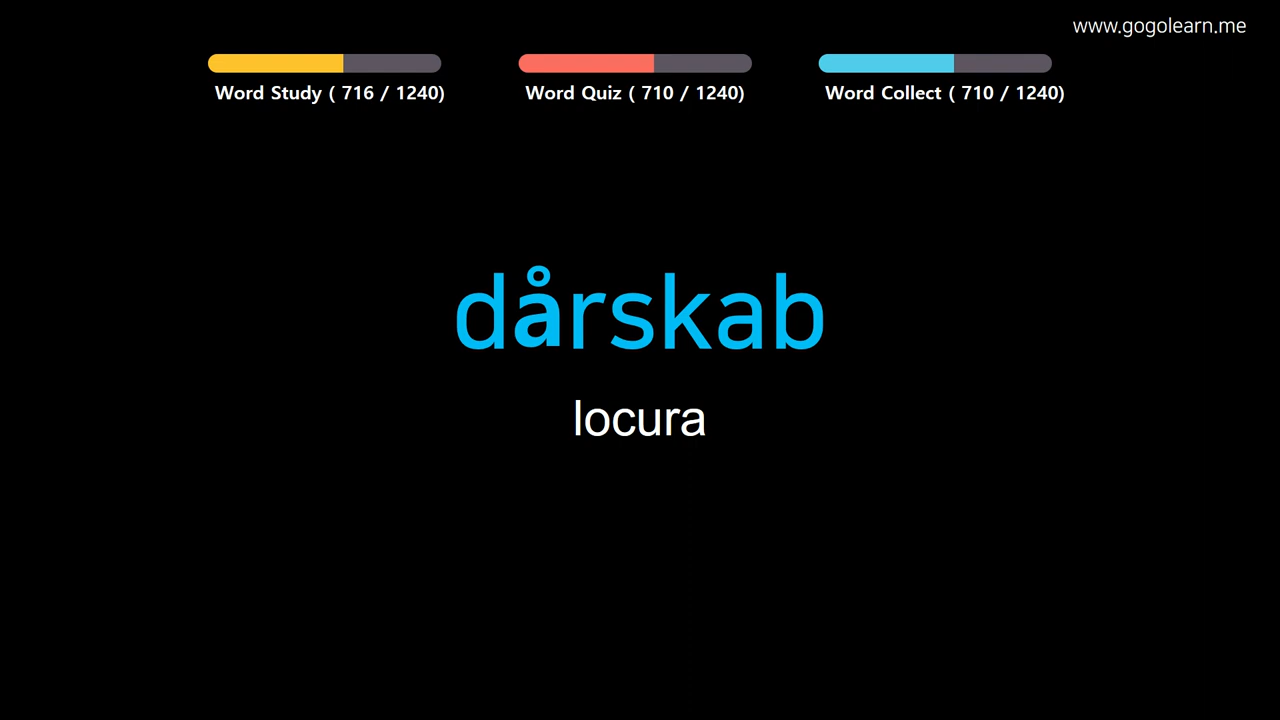 www.gogolearn.me
Word Study ( 716 / 1240)
Word Quiz ( 710 / 1240)
Word Collect ( 710 / 1240)
dårskab
locura